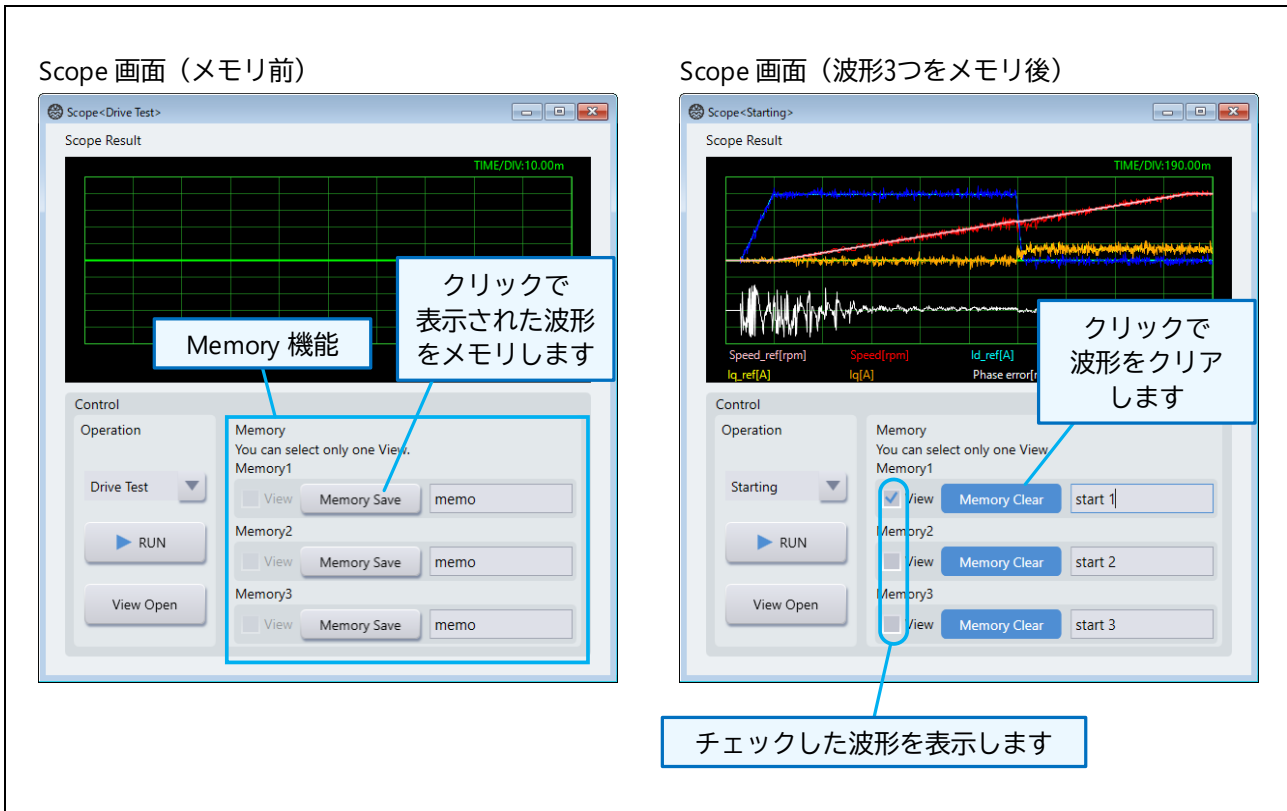 Scope 画面（メモリ前）
Scope<Drive Test>
Scope Result
TIME/DIV:10.00m
クリックで
表示された波形
をメモリします
Memory 機能
Control
Operation
Drive Test
RUN
View Open
Memory
You can select only one View.
Memory1
View Memory Save memo
Memory2
View Memory Save memo
Memory3
View Memory Save memo
Scope 画面（波形3つをメモリ後）
Scope<Starting>
Scope Result
TIME/DIV:190.00m
Speed_ref[rpm] Speed[rpm] Id_ref[A]
Iq_ref[A] Iq[A] Phase error[
クリックで
波形をクリア
します
Control
Operation
Starting
RUN
View Open
Memory
You can select only one View
Memory1
View Memory Clear start 1
Memory2
View Memory Clear start 2
Memory3
View Memory Clear start 3
チェックした波形を表示します